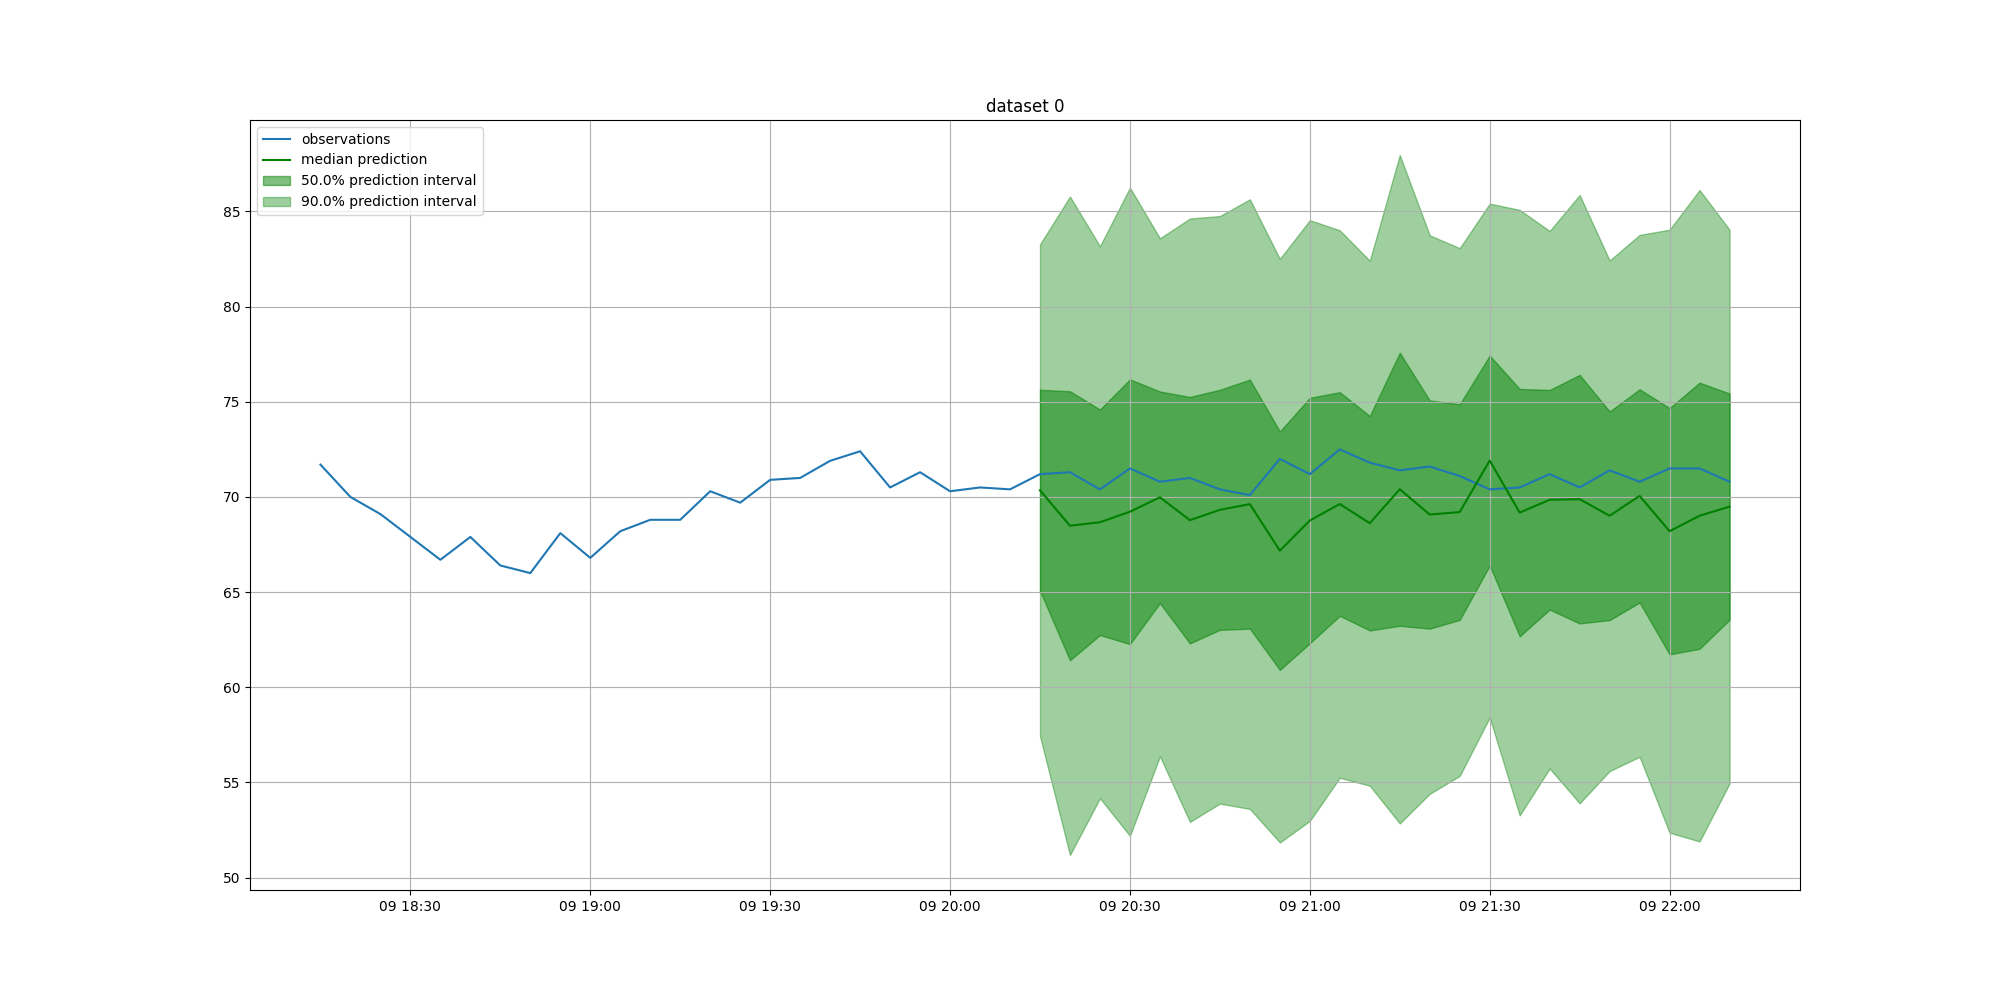 dataset 0
observations
median prediction
50.0% prediction interval
90.0% prediction interval
85
80
75
70
65
60
55
50
09 18:30 09 19:00 09 19:30 09 20:00 09 20:30 09 21:00 09 21:30 09 22:00